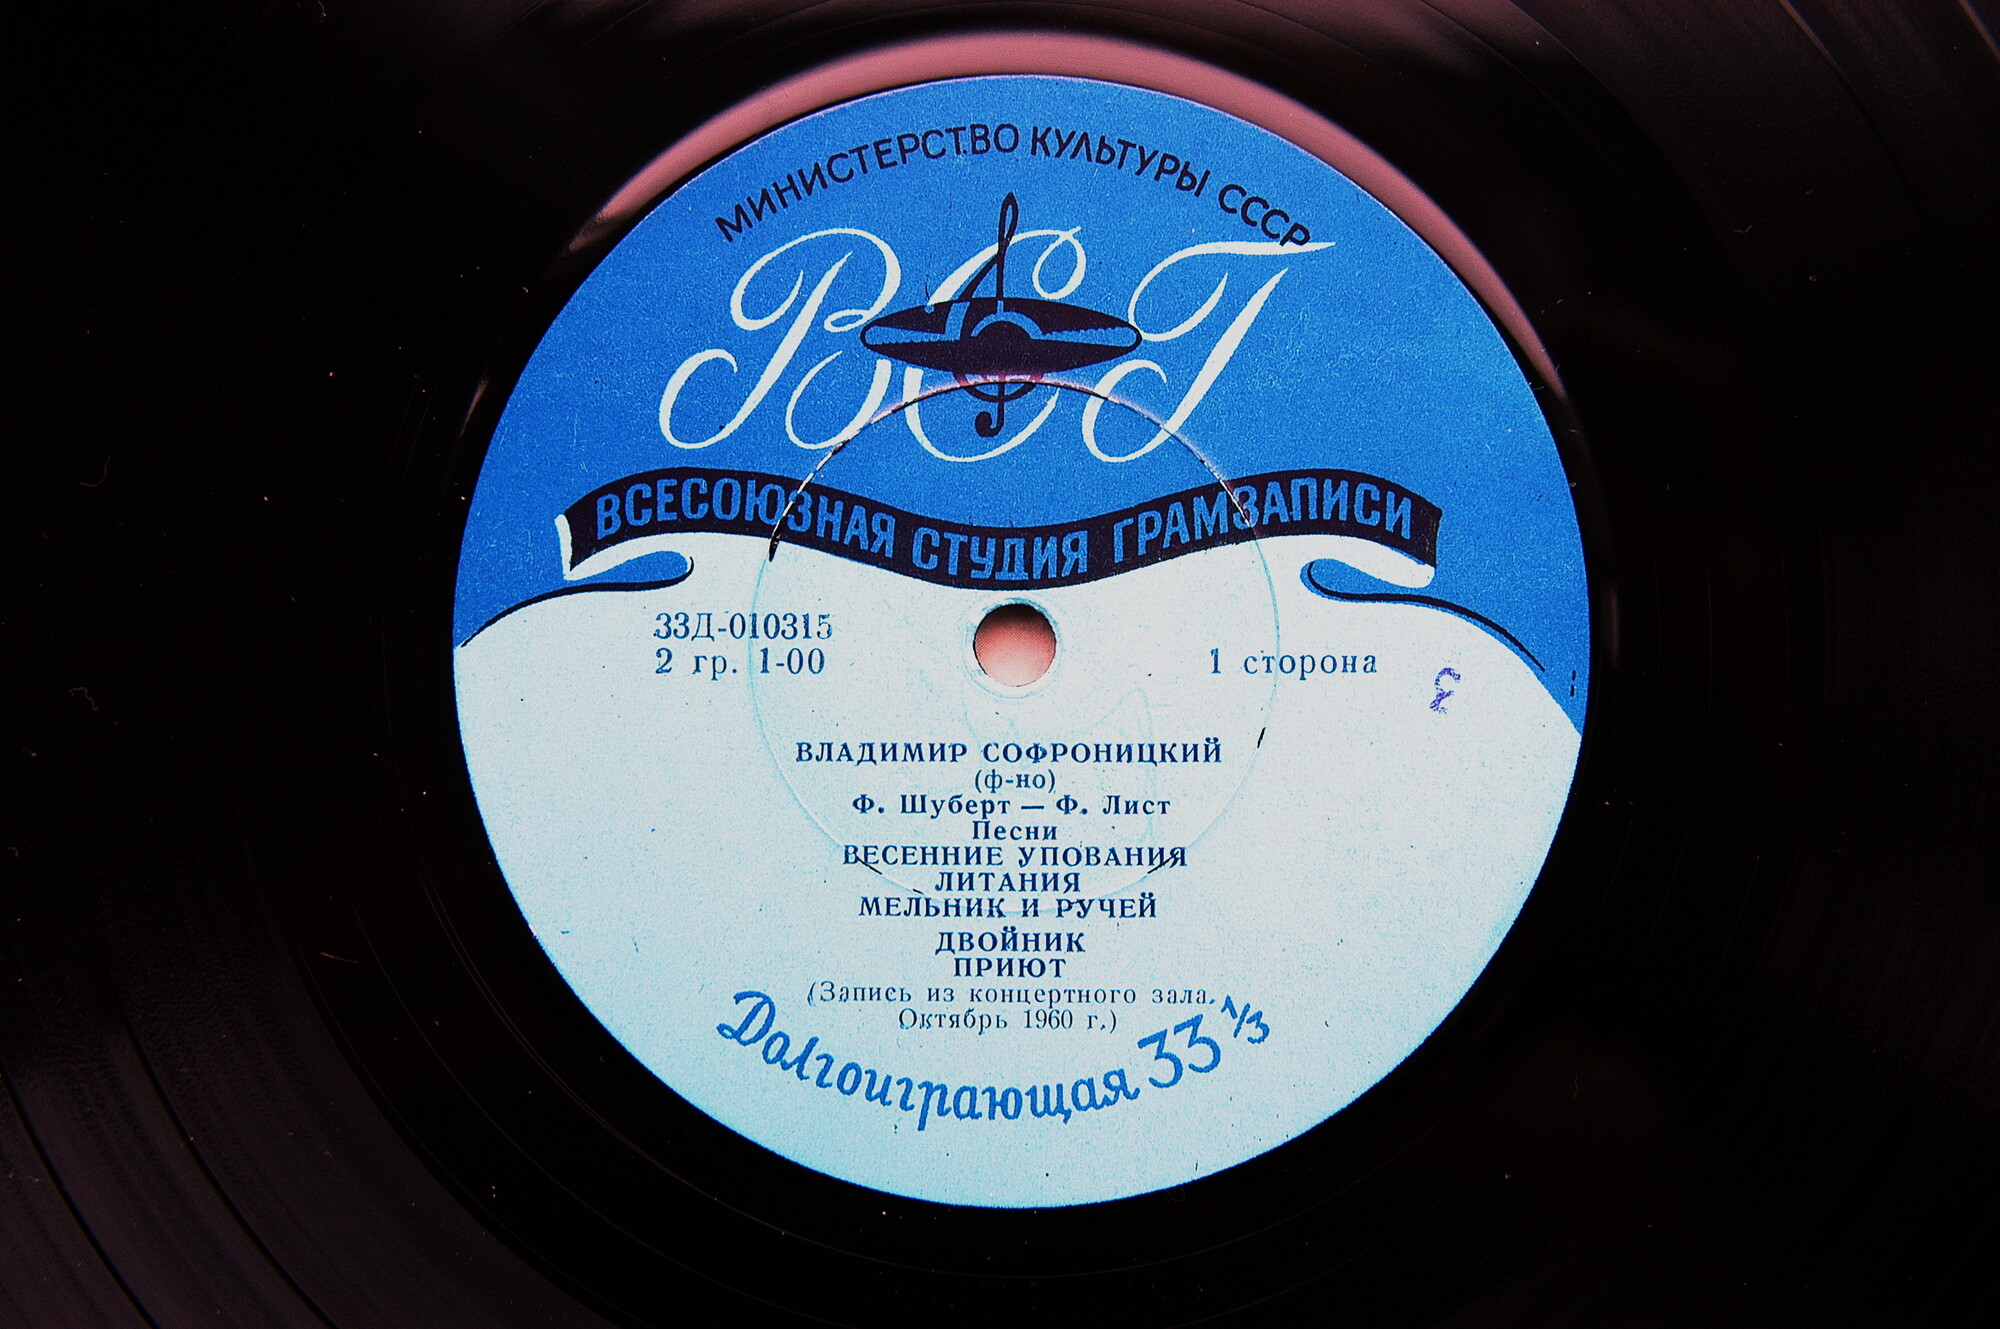 МИНИСТЕРСТВО КУЛЬТУРЫ СССР
ВСГ
ВСЕСОЮЗНАЯ СТУДИЯ ГРАМЗАПИСИ
33Д-010315
2 гр. 1-00
1 сторона
ВЛАДИМИР СОФРОНИЦКИЙ
(ф-но)
Ф. Шуберт — Ф. Лист
Песни
ВЕСЕННИЕ УПОВАНИЯ
ЛИТАНИЯ
МЕЛЬНИК И РУЧЕЙ
ДВОЙНИК
ПРИЮТ
(Запись из концертного зала.
Октябрь 1960 г.)
Долгоиграющая 33 1/3